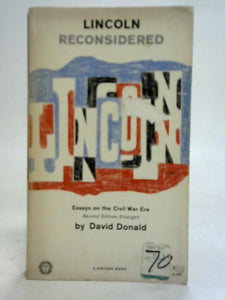 LINCOLN
RECONSIDERED
LINCOLN
Essays on the Civil War Era
Second Edition, Enlarged
by David Donald
70
A VINTAGE BOOK